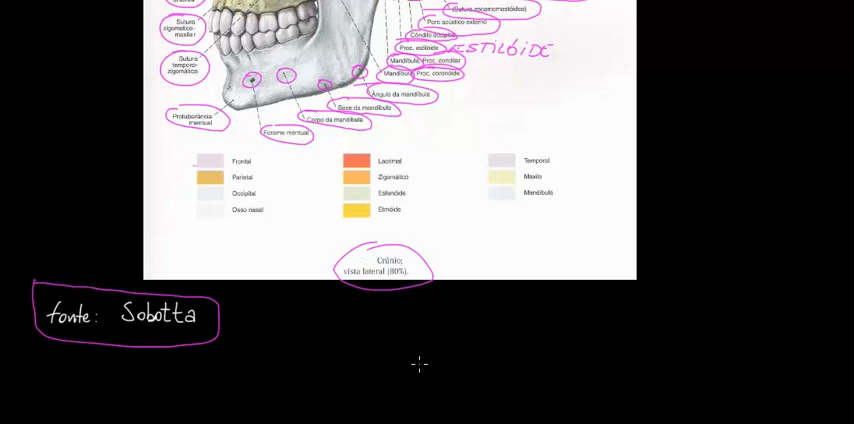 Sutura
zigomático-
maxilar
(Sutura escamomastóidea)
Poro acústico externo
Côndilo occipital
Proc. estilóide
ESTILÓIDE
Mandíbula, Proc. condilar
Mandíbula, Proc. coronóide
Sutura
temporo-
zigomática
Ângulo da mandíbula
Base da mandíbula
Corpo da mandíbula
Protuberância
mentual
Forame mentual
Frontal
Parietal
Occipital
Osso nasal
Lacrimal
Zigomático
Esfenóide
Etmóide
Temporal
Maxila
Mandíbula
Crânio;
vista lateral (80%).
fonte: Sobotta